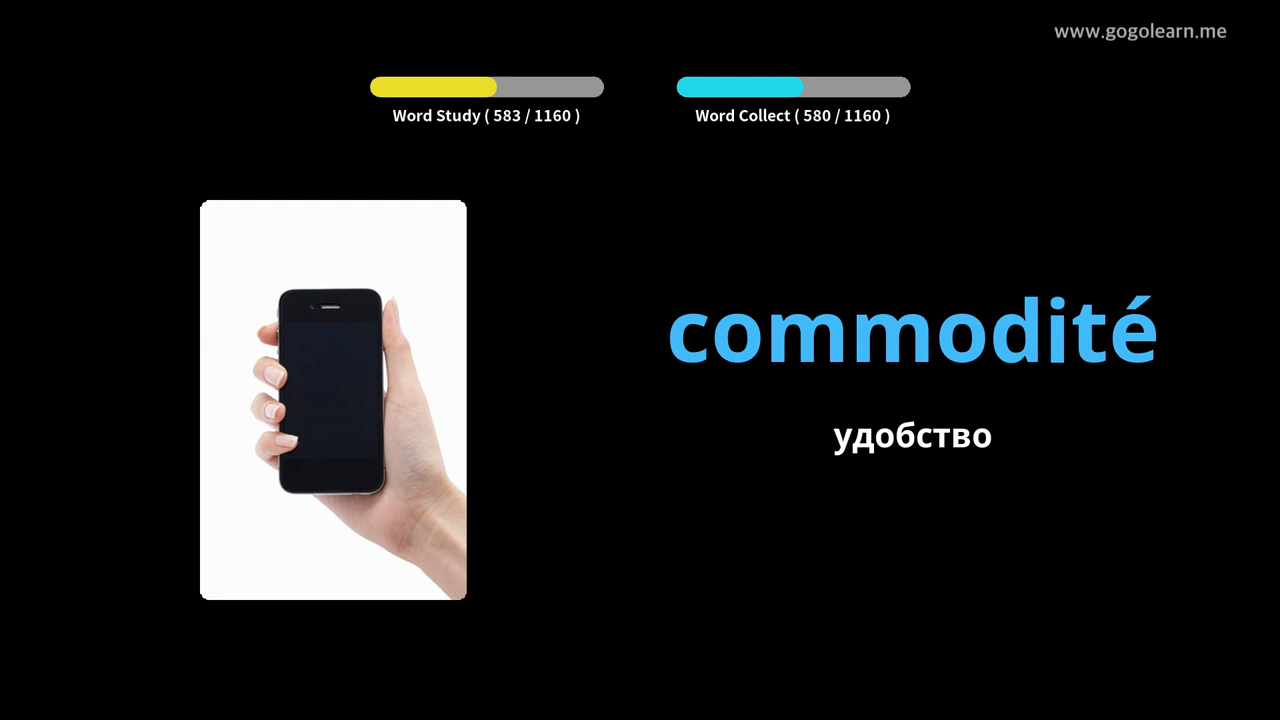 www.gogolearn.me
Word Study ( 583 / 1160 )
Word Collect ( 580 / 1160 )
commodité
удобство